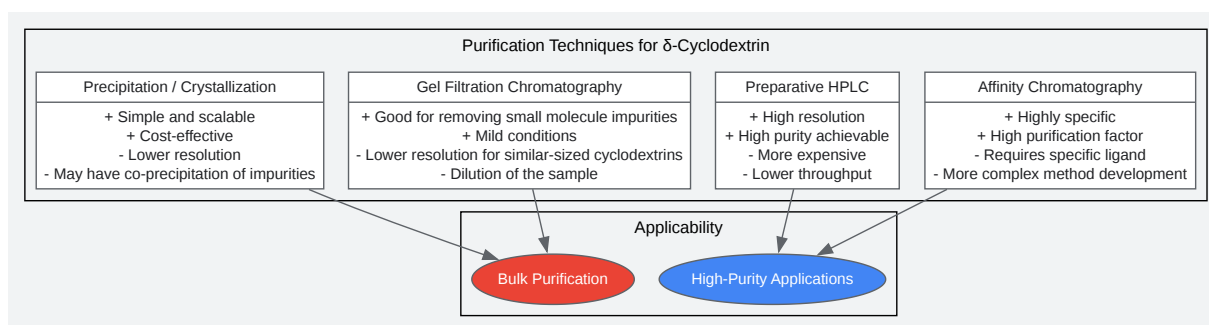 Purification Techniques for δ-Cyclodextrin
Precipitation / Crystallization
+ Simple and scalable
+ Cost-effective
- Lower resolution
- May have co-precipitation of impurities
Gel Filtration Chromatography
+ Good for removing small molecule impurities
+ Mild conditions
- Lower resolution for similar-sized cyclodextrins
- Dilution of the sample
Preparative HPLC
+ High resolution
+ High purity achievable
- More expensive
- Lower throughput
Affinity Chromatography
+ Highly specific
+ High purification factor
- Requires specific ligand
- More complex method development
Applicability
Bulk Purification
High-Purity Applications